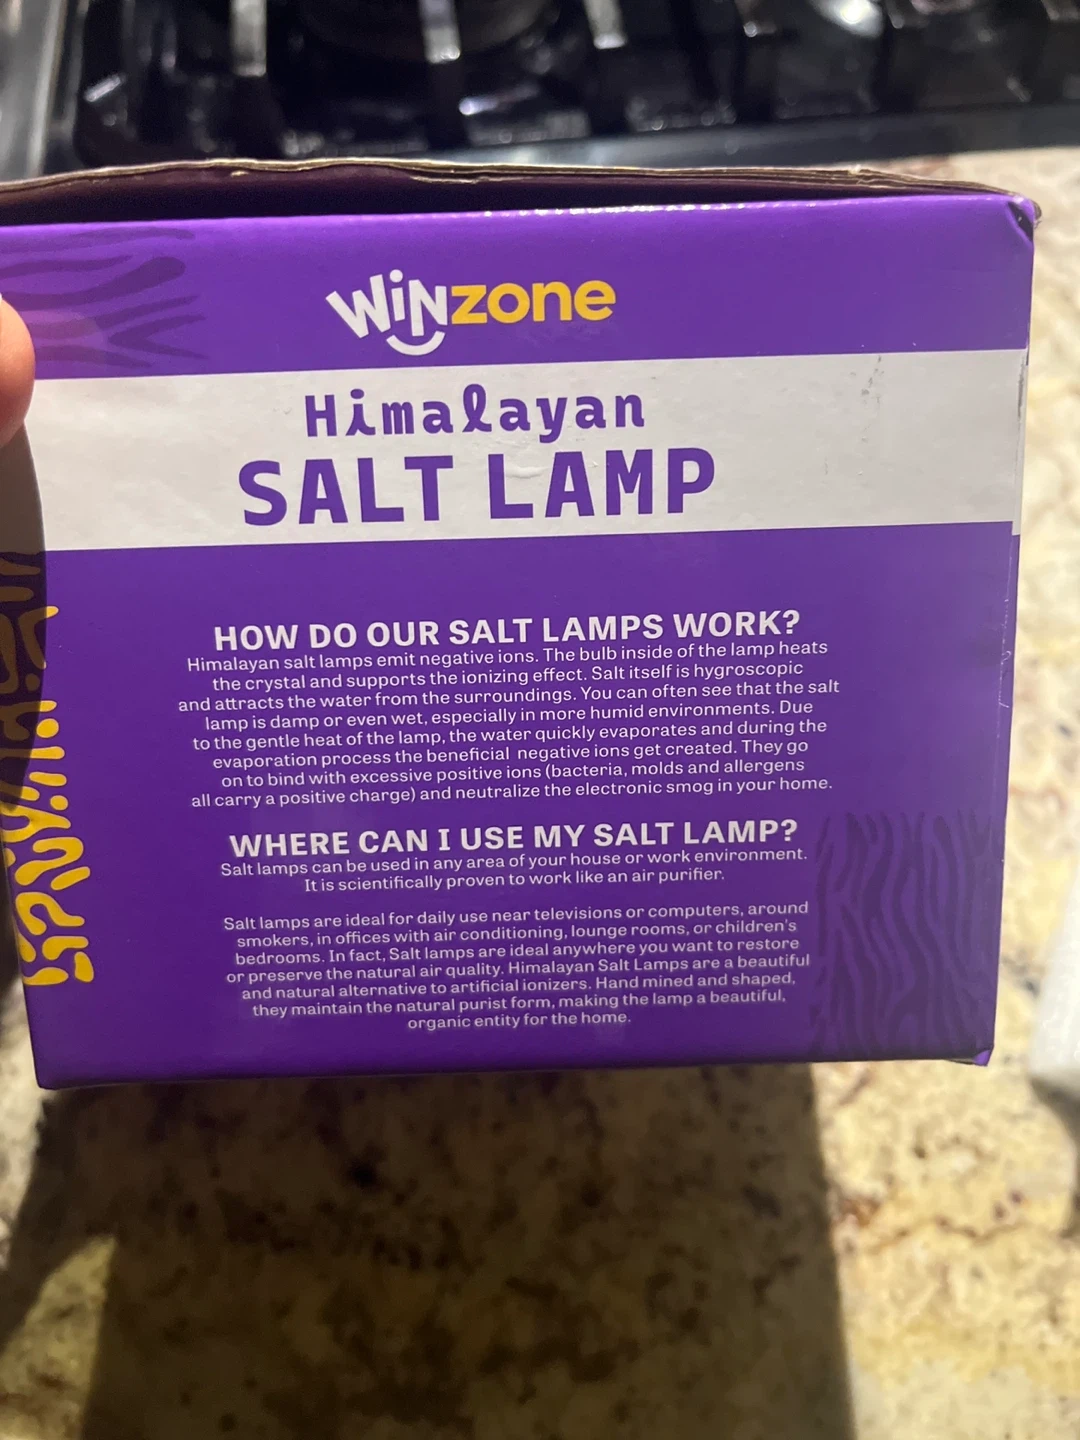 WiNzone
Himalayan
SALT LAMP
HOW DO OUR SALT LAMPS WORK?
Himalayan salt lamps emit negative ions. The bulb inside of the lamp heats
the crystal and supports the ionizing effect. Salt itself is hygroscopic
and attracts the water from the surroundings. You can often see that the salt
lamp is damp or even wet, especially in more humid environments. Due
to the gentle heat of the lamp, the water quickly evaporates and during the
evaporation process the beneficial negative ions get created. They go
on to bind with excessive positive ions (bacteria, molds and allergens
all carry a positive charge) and neutralize the electronic smog in your home.
WHERE CAN I USE MY SALT LAMP?
Salt lamps can be used in any area of your house or work environment.
It is scientifically proven to work like an air purifier.
Salt lamps are ideal for daily use near televisions or computers, around
smokers, in offices with air conditioning, lounge rooms, or children's
bedrooms. In fact, Salt lamps are ideal anywhere you want to restore
or preserve the natural air quality. Himalayan Salt Lamps are a beautiful
and natural alternative to artificial ionizers. Hand mined and shaped,
they maintain the natural purist form, making the lamp a beautiful,
organic entity for the home.